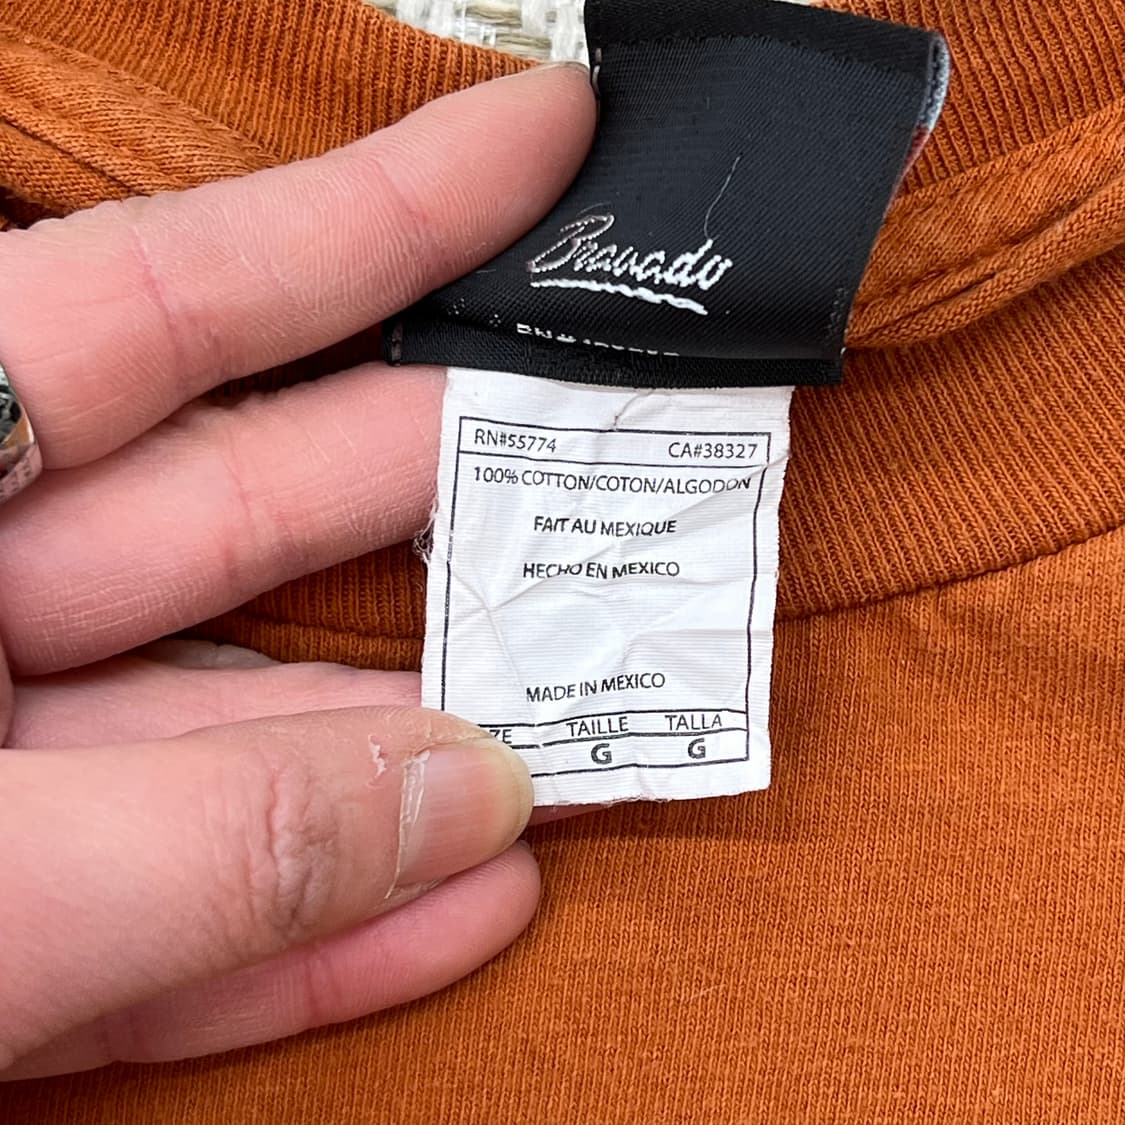 Bravado
RN#55774 CA#38327
100% COTTON/COTON/ALGODON
FAIT AU MEXIQUE
HECHO EN MEXICO
MADE IN MEXICO
TAILLE TALLA
G G